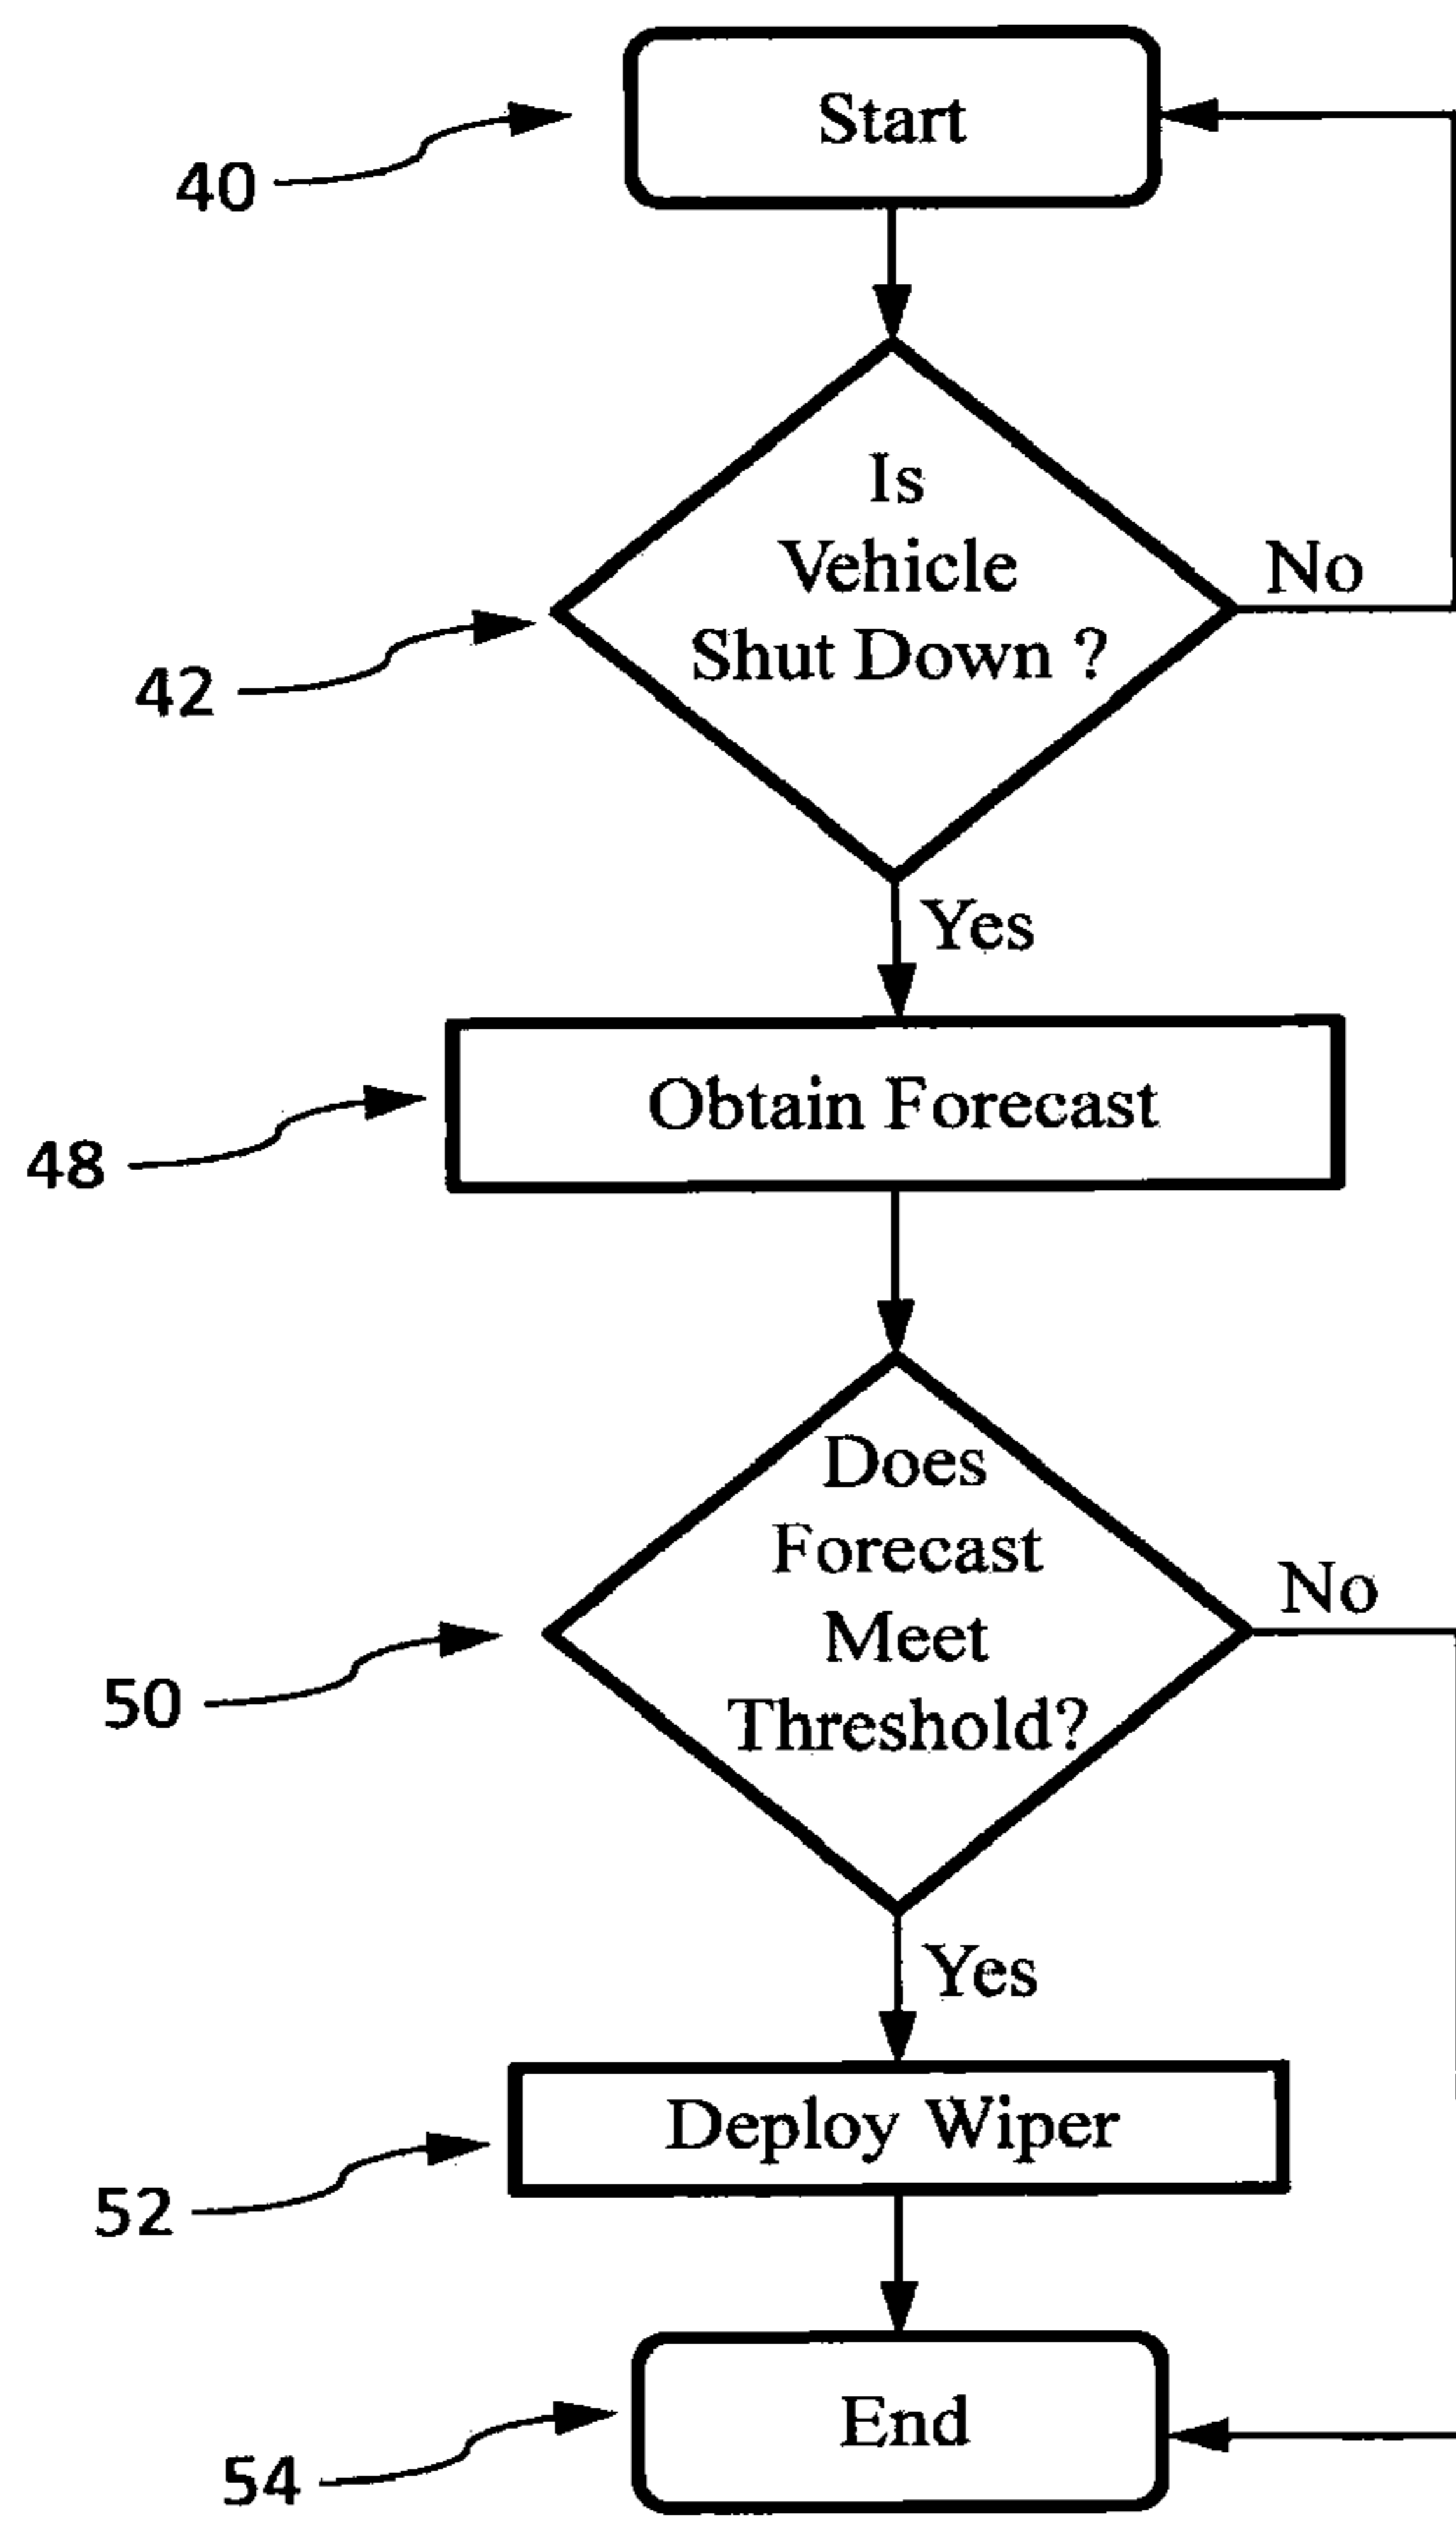 Start
40
Is
Vehicle
Shut Down ?
No
42
Yes
Obtain Forecast
48
Does
Forecast
Meet
Threshold?
No
50
Yes
Deploy Wiper
52
End
54